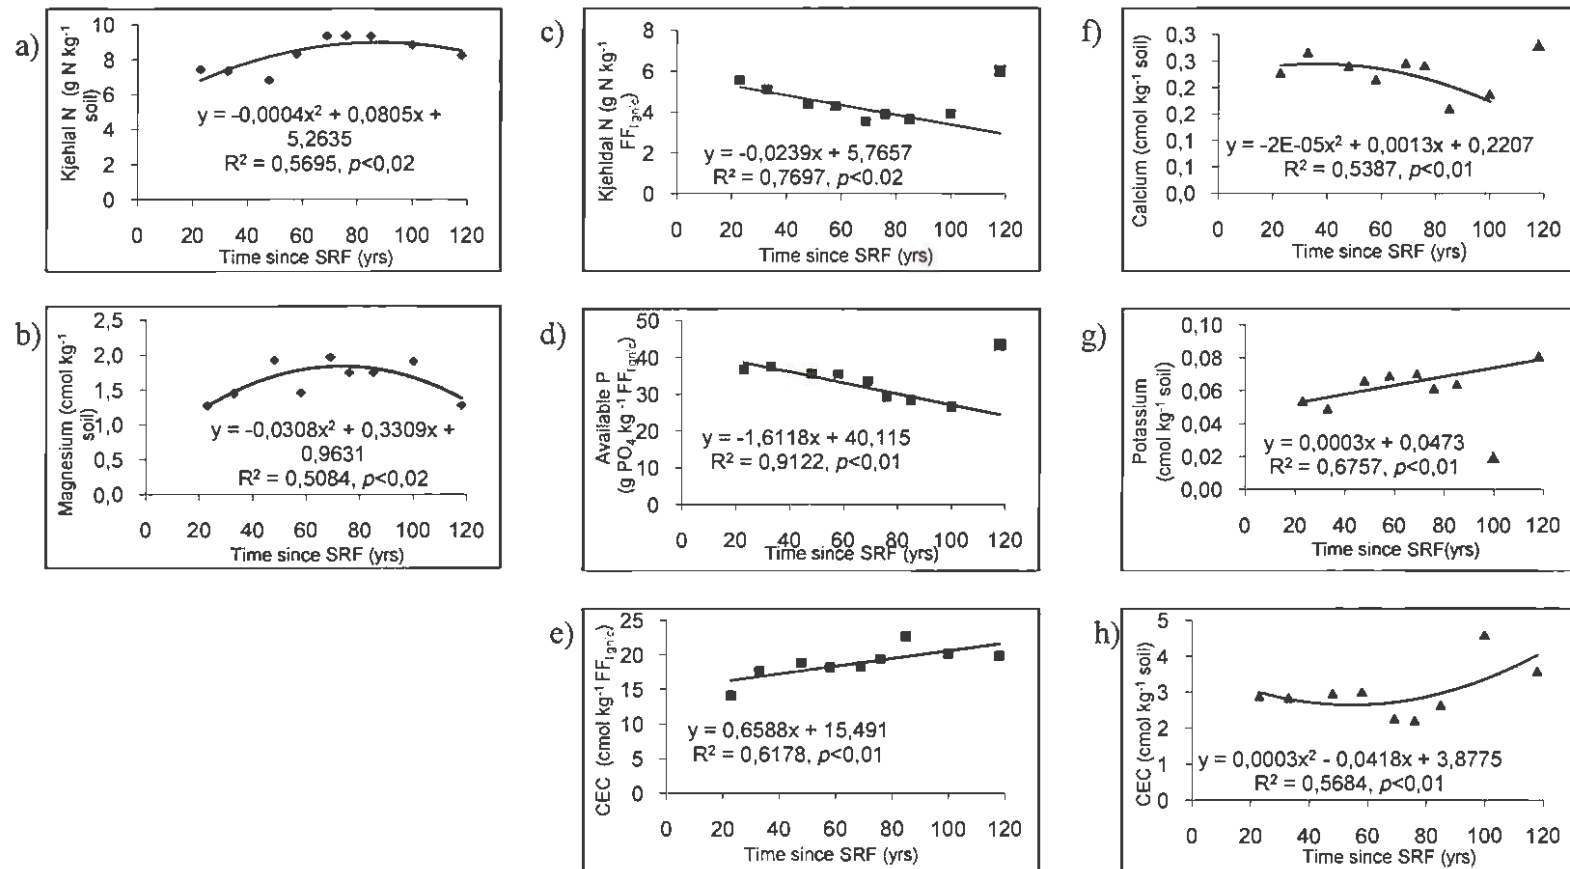 a)
Kjehlal N (g N kg⁻¹
soil)
10
8
6
4
2
0
y = -0,0004x² + 0,0805x +
5,2635
R² = 0,5695, p<0,02
0 20 40 60 80 100 120
Time since SRF (yrs)
b)
Magnesium (cmol kg⁻¹
soil)
2,5
2,0
1,5
1,0
0,5
0,0
y = -0,0308x² + 0,3309x +
0,9631
R² = 0,5084, p<0,02
0 20 40 60 80 100 120
Time since SRF (yrs)
c)
Kjehldal N (g N kg⁻¹
8
6
4
2
0
y = -0,0239x + 5,7657
R² = 0,7697, p<0.02
0 20 40 60 80 100 120
Time since SRF (yrs)
d)
Available P
(g PO₄ kg⁻¹
50
40
30
20
10
0
y = -1,6118x + 40,115
R² = 0,9122, p<0,01
0 20 40 60 80 100 120
Time since SRF (yrs)
e)
CEC (cmol kg⁻¹
25
20
15
10
5
0
y = 0,6588x + 15,491
R² = 0,6178, p<0,01
0 20 40 60 80 100 120
Time since SRF (yrs)
f)
Calcium (cmol kg⁻¹ soil)
0,3
0,3
0,2
0,2
0,1
0,1
0,0
y = -2E-05x² + 0,0013x + 0,2207
R² = 0,5387, p<0,01
0 20 40 60 80 100 120
Time since SRF (yrs)
g)
Potassium
(cmol kg⁻¹ soil)
0,10
0,08
0,06
0,04
0,02
0,00
y = 0,0003x + 0,0473
R² = 0,6757, p<0,01
0 20 40 60 80 100 120
Time since SRF(yrs)
h)
CEC (cmol kg⁻¹ soil)
5
4
3
2
1
0
y = 0,0003x² - 0,0418x + 3,8775
R² = 0,5684, p<0,01
0 20 40 60 80 100 120
Time since SRF (yrs)